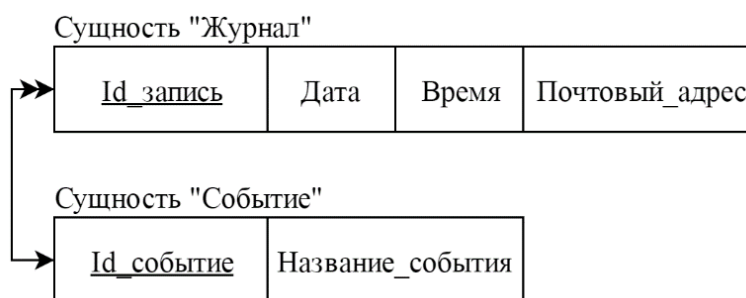 Сущность "Журнал"
Id_запись Дата Время Почтовый_адрес
Сущность "Событие"
Id_событие Название_события